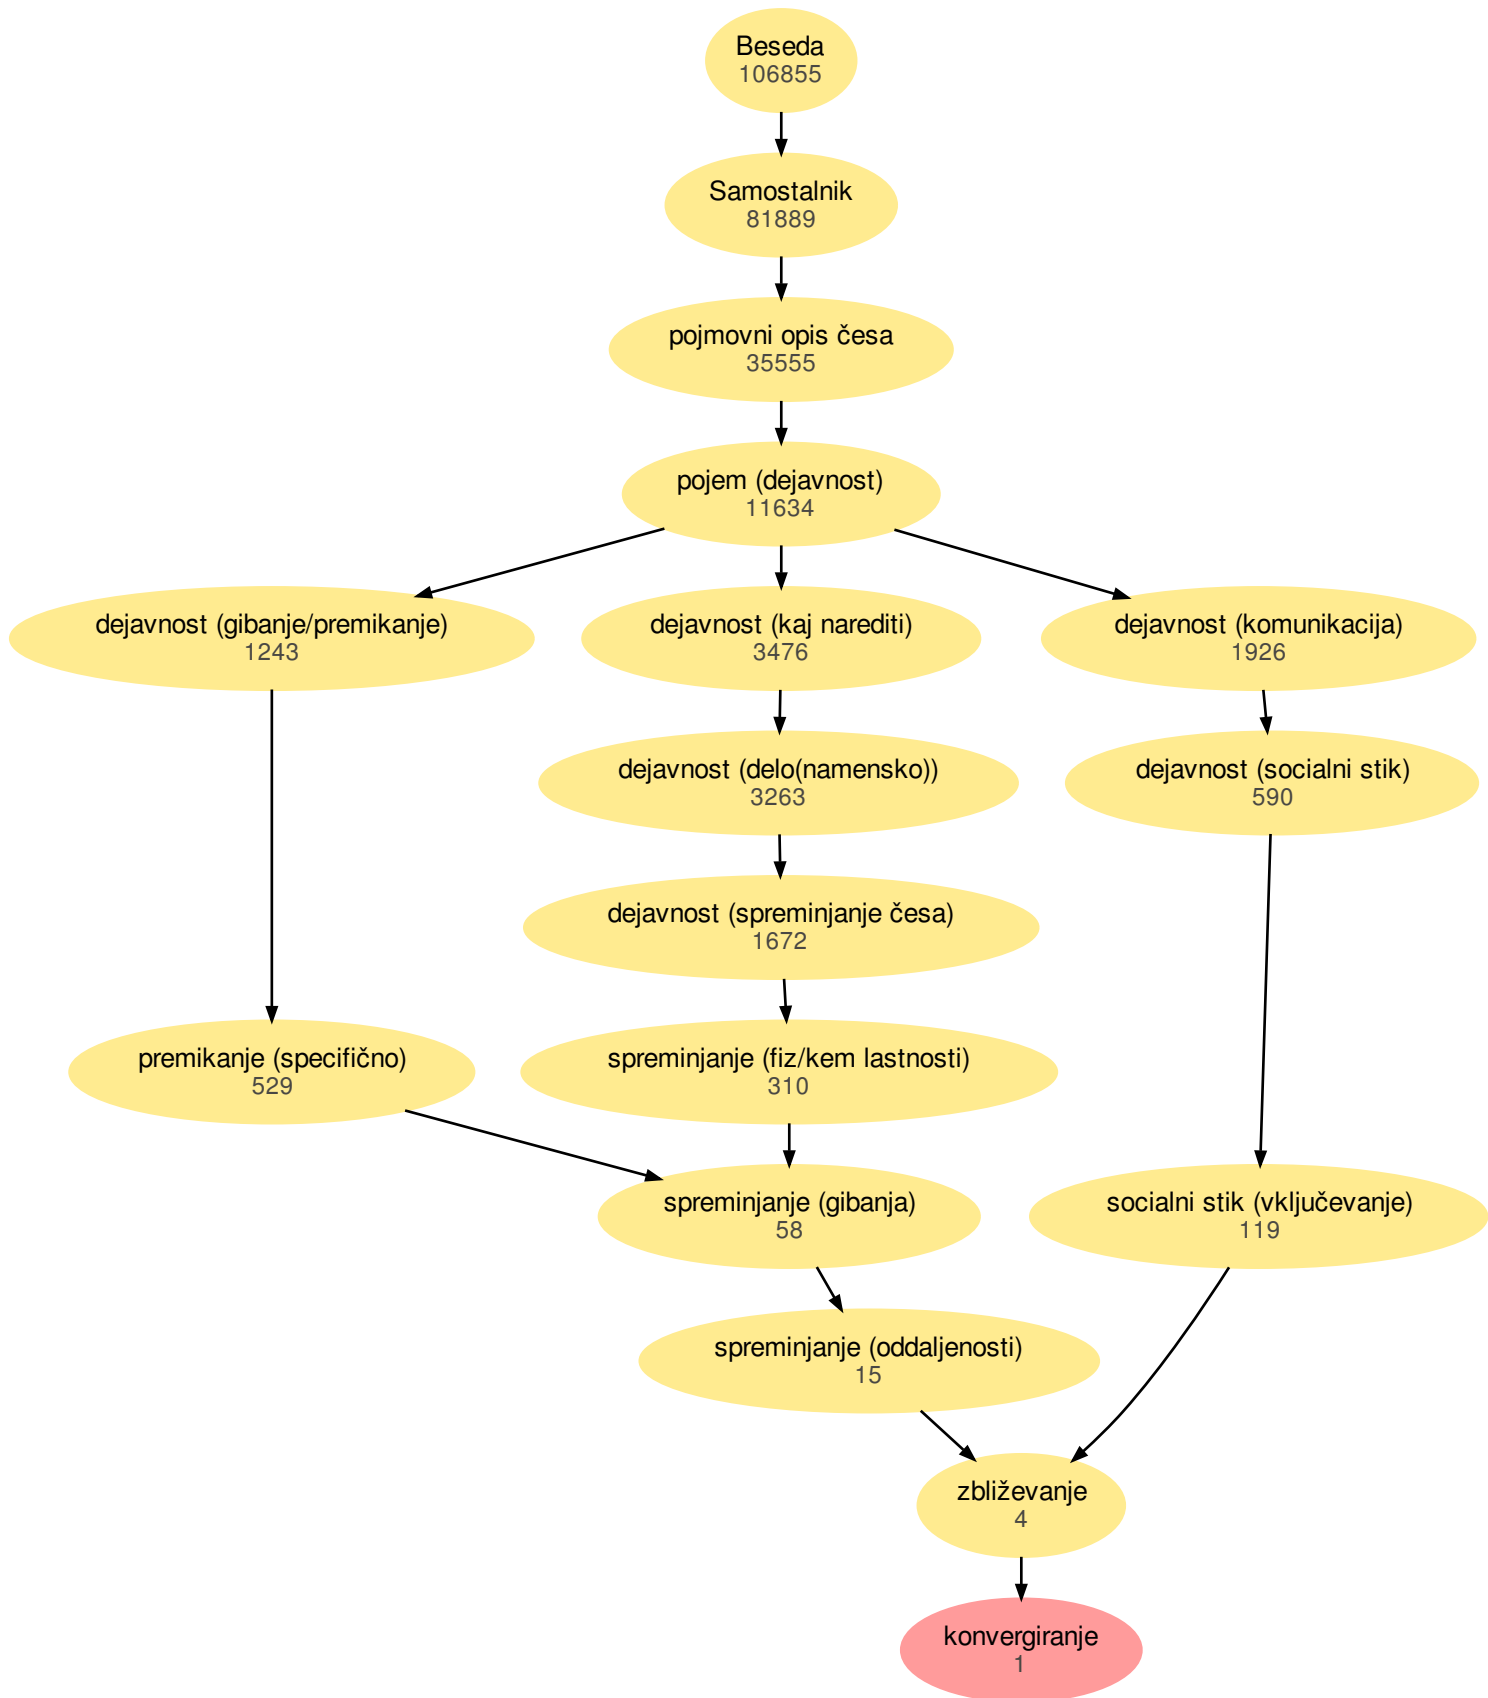 Beseda
106855
Samostalnik
81889
pojmovni opis česa
35555
pojem (dejavnost)
11634
dejavnost (gibanje/premikanje)
1243
dejavnost (kaj narediti)
3476
dejavnost (komunikacija)
1926
dejavnost (delo(namensko))
3263
dejavnost (socialni stik)
590
dejavnost (spreminjanje česa)
1672
premikanje (specifično)
529
spreminjanje (fiz/kem lastnosti)
310
spreminjanje (gibanja)
58
socialni stik (vključevanje)
119
spreminjanje (oddaljenosti)
15
zbliževanje
4
konvergiranje
1